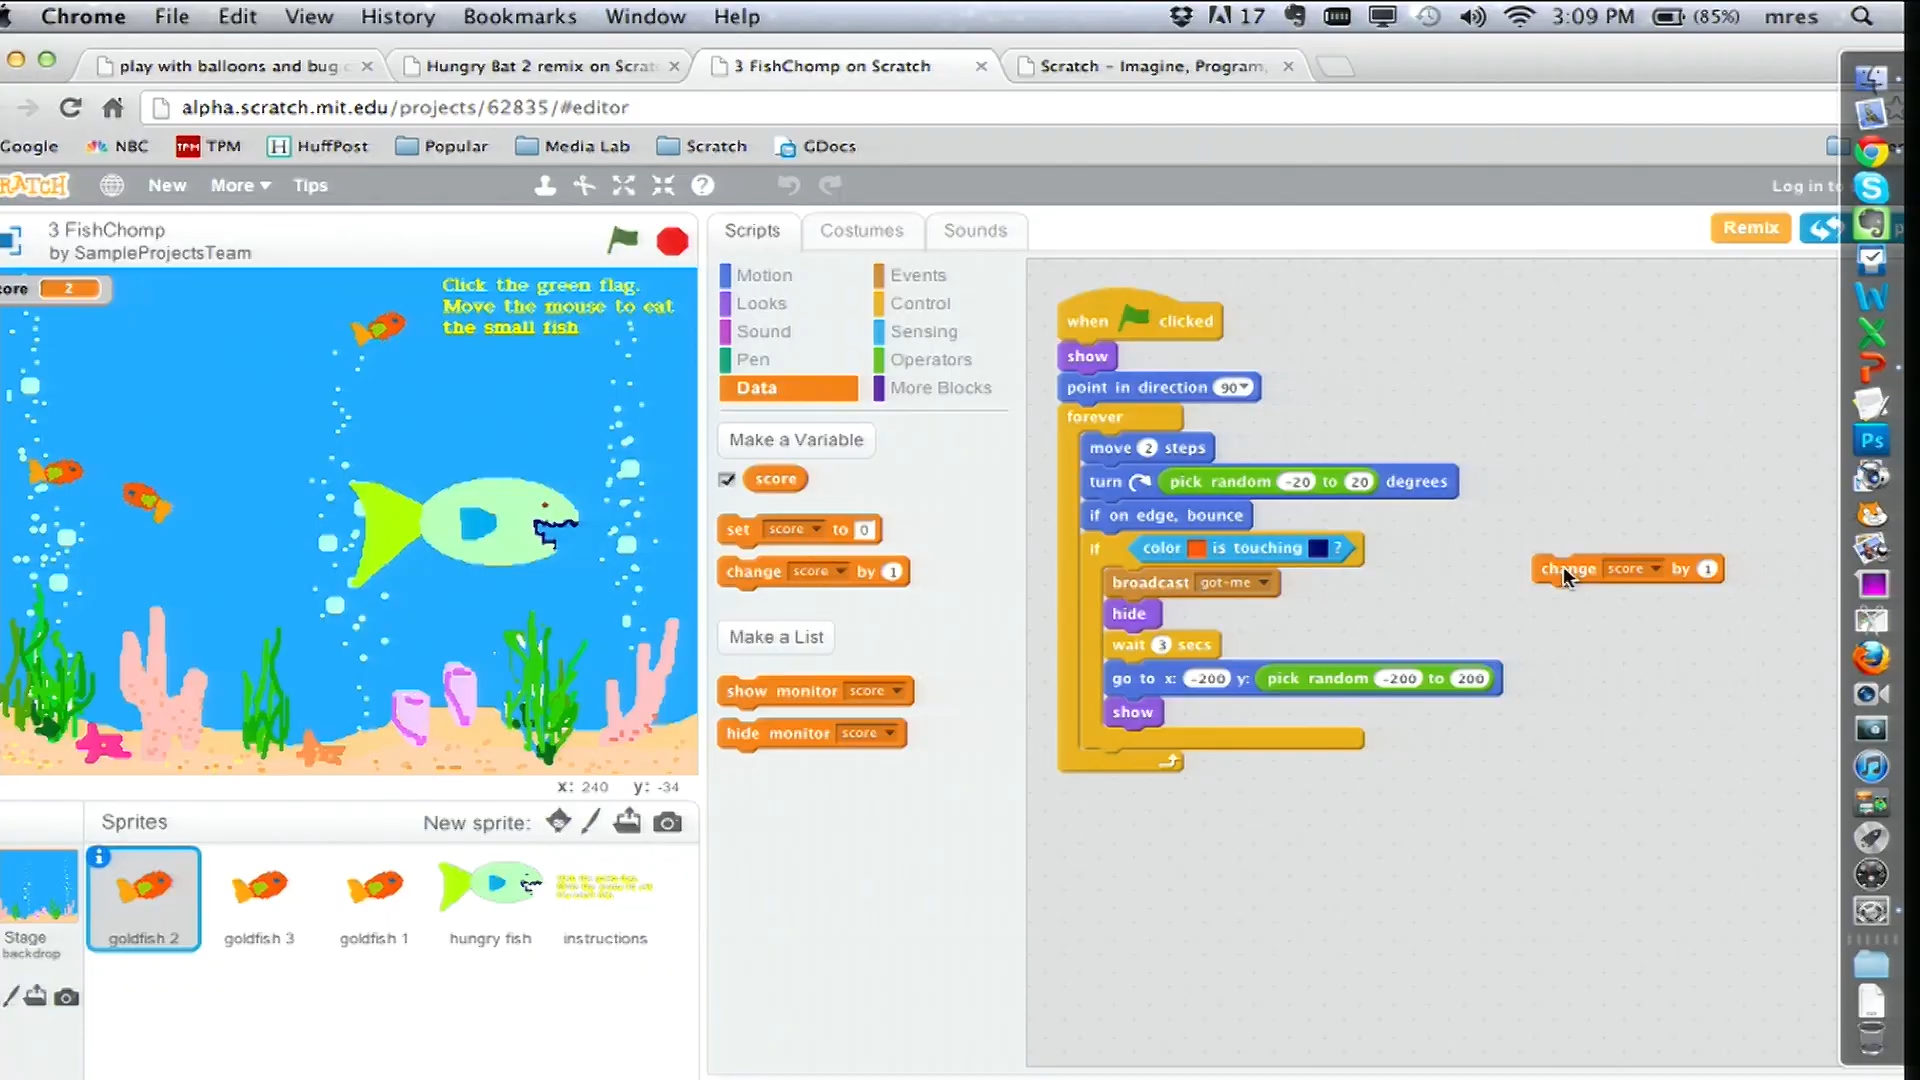 Chrome File Edit View History Bookmarks Window Help 17 3:09 PM (85%) mres
play with balloons and bug Hungry Bat 2 remix on Scrat 3 FishChomp on Scratch Scratch - Imagine, Program,
alpha.scratch.mit.edu/projects/62835/#editor
Google NBC TPM TPM H HuffPost Popular Media Lab Scratch GDocs
RATCH New More Tips Log in to
3 FishChomp
by SampleProjectsTeam
Scripts Costumes Sounds
Remix
core 2
Click the green flag.
Move the mouse to eat
the small fish
x: 240 y: -34
Motion Events
Looks Control
Sound Sensing
Pen Operators
Data More Blocks
Make a Variable
score
set score to 0
change score by 1
Make a List
show monitor score
hide monitor score
when clicked
show
point in direction 90
forever
move 2 steps
turn pick random -20 to 20 degrees
if on edge, bounce
if color is touching ?
broadcast got-me
hide
wait 3 secs
go to x: -200 y: pick random -200 to 200
show
change score by 1
Sprites New sprite:
Stage
backdrop
goldfish 2 goldfish 3 goldfish 1 hungry fish instructions
Ps